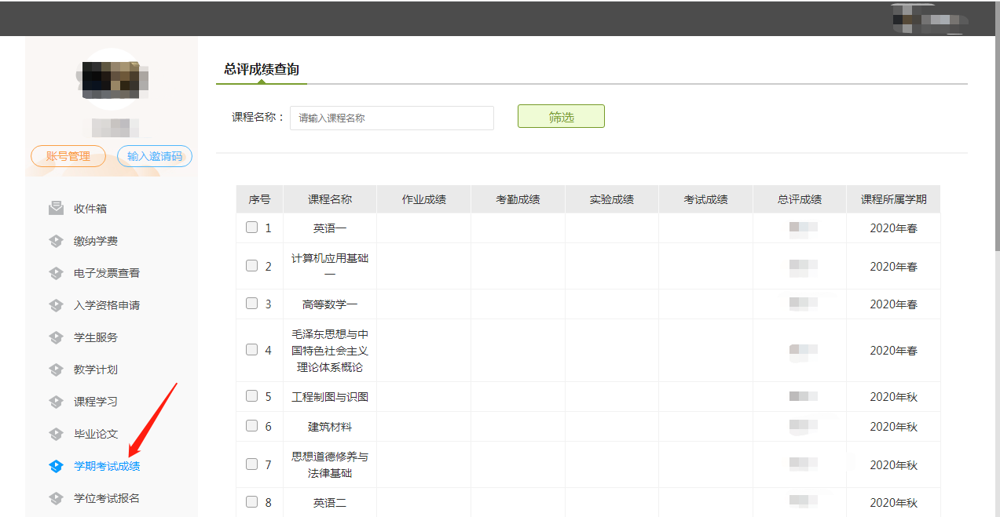 账号管理
输入邀请码
收件箱
缴纳学费
电子发票查看
入学资格申请
学生服务
教学计划
课程学习
毕业论文
学期考试成绩
学位考试报名
总评成绩查询
课程名称：
请输入课程名称
筛选
序号 课程名称 作业成绩 考勤成绩 实验成绩 考试成绩 总评成绩 课程所属学期
1 英语一 2020年春
2 计算机应用基础
一 2020年春
3 高等数学一 2020年春
4 毛泽东思想与中
国特色社会主义
理论体系概论 2020年春
5 工程制图与识图 2020年秋
6 建筑材料 2020年秋
7 思想道德修养与
法律基础 2020年秋
8 英语二 2020年秋